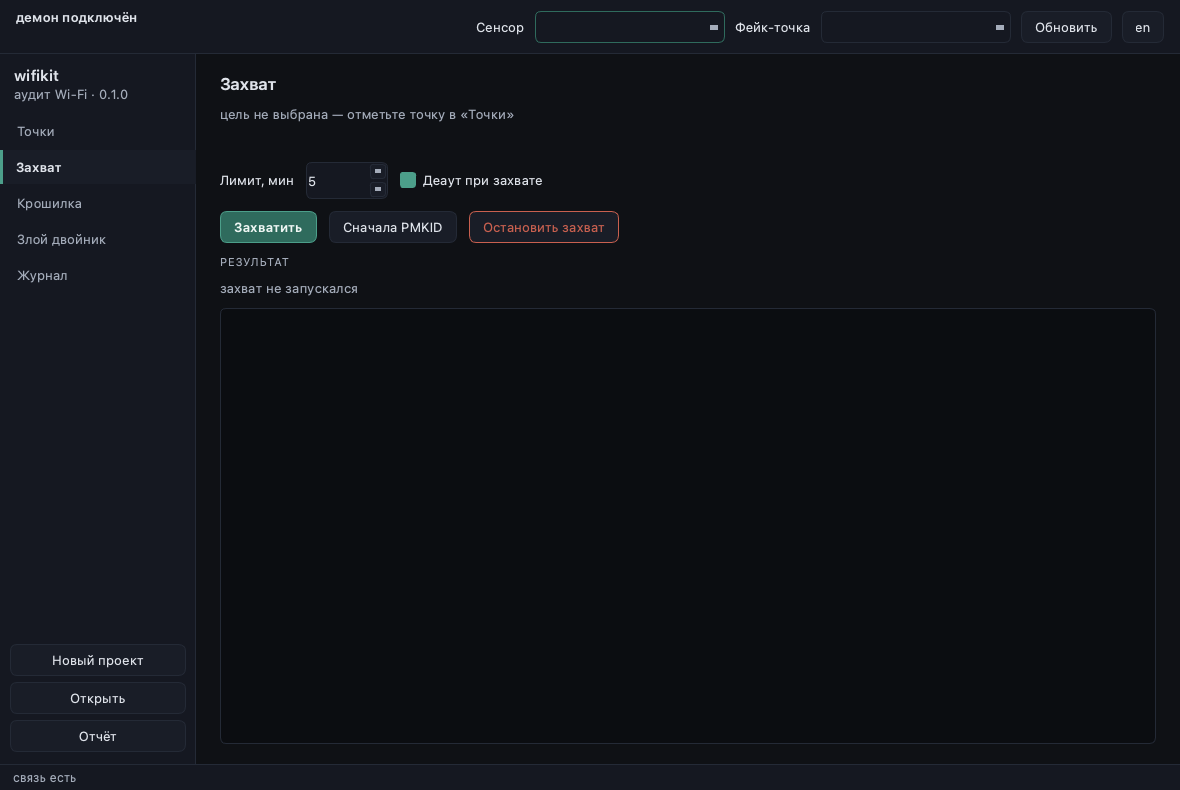 демон подключён
Сенсор
Фейк-точка
Обновить
en
wifikit
аудит Wi-Fi · 0.1.0
Точки
Захват
Крошилка
Злой двойник
Журнал
Новый проект
Открыть
Отчёт
Захват
цель не выбрана — отметьте точку в «Точки»
Лимит, мин 5 Деаут при захвате
Захватить Сначала PMKID Остановить захват
РЕЗУЛЬТАТ
захват не запускался
связь есть